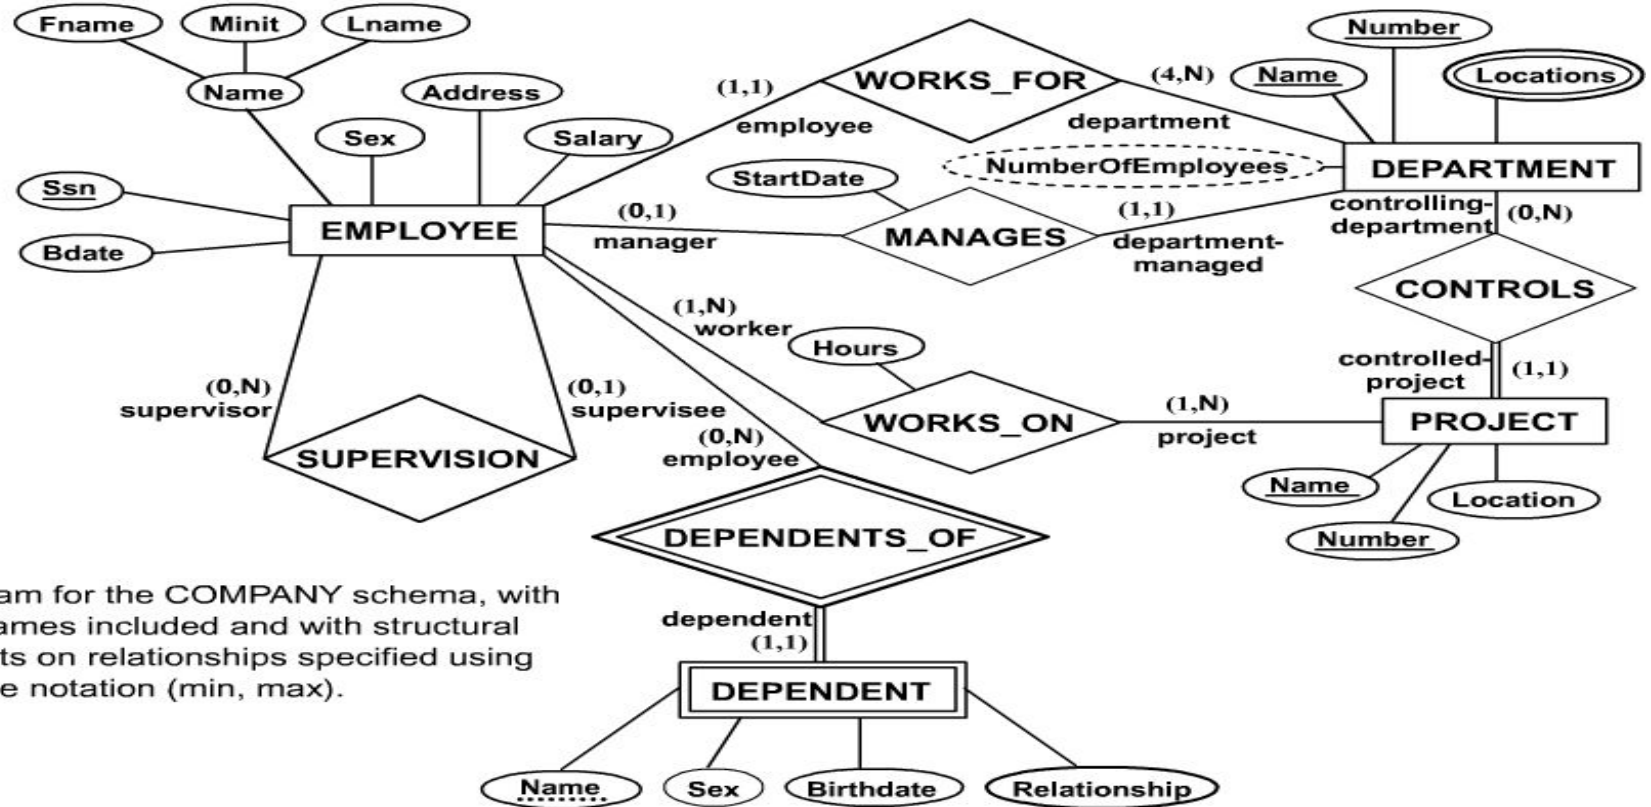 Fname
Minit
Lname
Name
Address
Sex
Salary
Ssn
Bdate
EMPLOYEE
(1,1)
employee
WORKS_FOR
(4,N)
department
Number
Name
Locations
NumberOfEmployees
DEPARTMENT
StartDate
(0,1)
manager
MANAGES
(1,1)
department-
managed
controlling-
department
(0,N)
CONTROLS
(1,N)
worker
Hours
controlled-
project
(1,1)
(0,N)
supervisor
(0,1)
supervisee
SUPERVISION
(0,N)
employee
WORKS_ON
(1,N)
project
PROJECT
Name
Location
Number
DEPENDENTS_OF
am for the COMPANY schema, with
ames included and with structural
ts on relationships specified using
e notation (min, max).
dependent
(1,1)
DEPENDENT
Name
Sex
Birthdate
Relationship